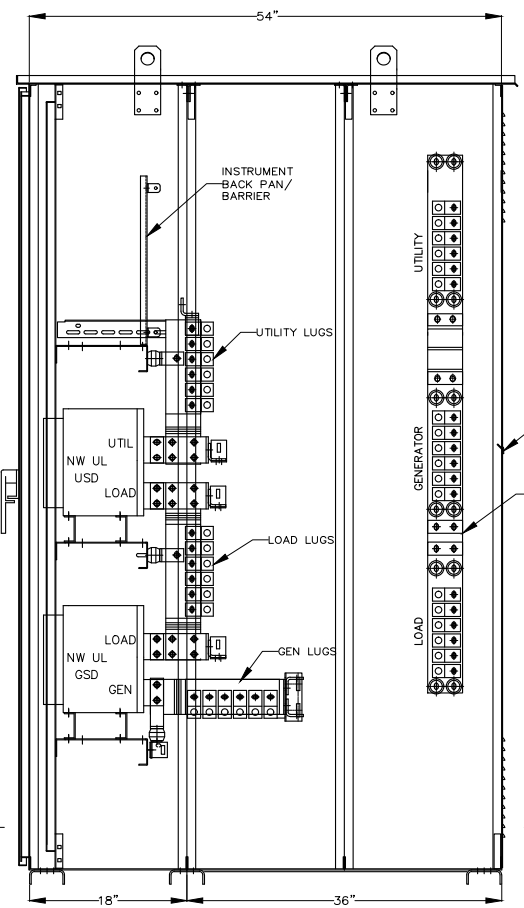 54"
INSTRUMENT
BACK PAN/
BARRIER
UTILITY
UTILITY LUGS
UTIL
NW UL
USD
LOAD
GENERATOR
LOAD LUGS
LOAD
NW UL
GSD
GEN
GEN LUGS
LOAD
18"
36"